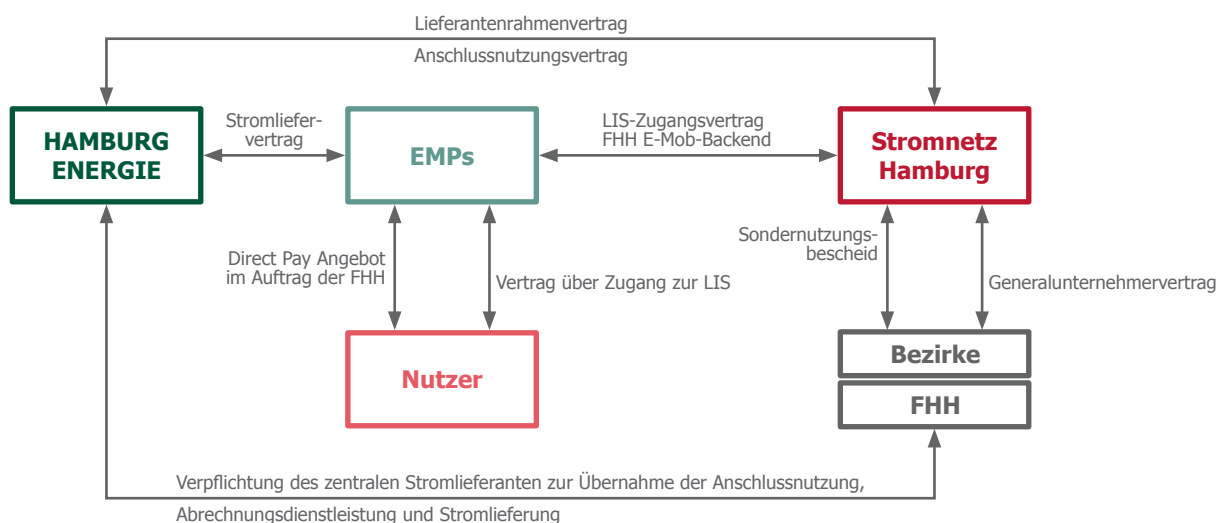 Lieferantenrahmenvertrag
Anschlussnutzungsvertrag
HAMBURG
ENERGIE
Stromliefer-
vertrag
EMPs
LIS-Zugangsvertrag
FHH E-Mob-Backend
Stromnetz
Hamburg
Direct Pay Angebot
im Auftrag der FHH
Vertrag über Zugang zur LIS
Sondernutzungs-
bescheid
Generalunternehmervertrag
Nutzer
Bezirke
FHH
Verpflichtung des zentralen Stromlieferanten zur Übernahme der Anschlussnutzung,
Abrechnungsdienstleistung und Stromlieferung